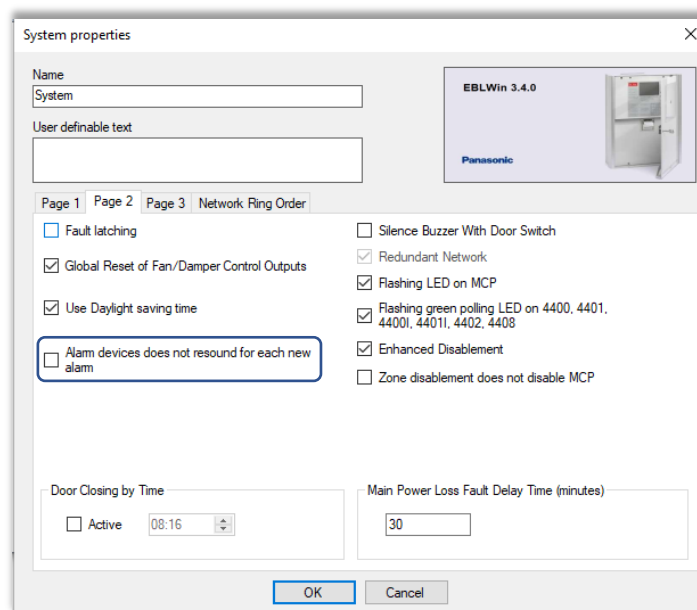 System properties
Name
System
EBLWin 3.4.0
Panasonic
User definable text
Page 1
Page 2
Page 3
Network Ring Order
Fault latching
Global Reset of Fan/Damper Control Outputs
Use Daylight saving time
Alarm devices does not resound for each new
alarm
Silence Buzzer With Door Switch
Redundant Network
Flashing LED on MCP
Flashing green polling LED on 4400, 4401,
4400I, 4401I, 4402, 4408
Enhanced Disablement
Zone disablement does not disable MCP
Door Closing by Time
Active
08:16
Main Power Loss Fault Delay Time (minutes)
30
OK
Cancel